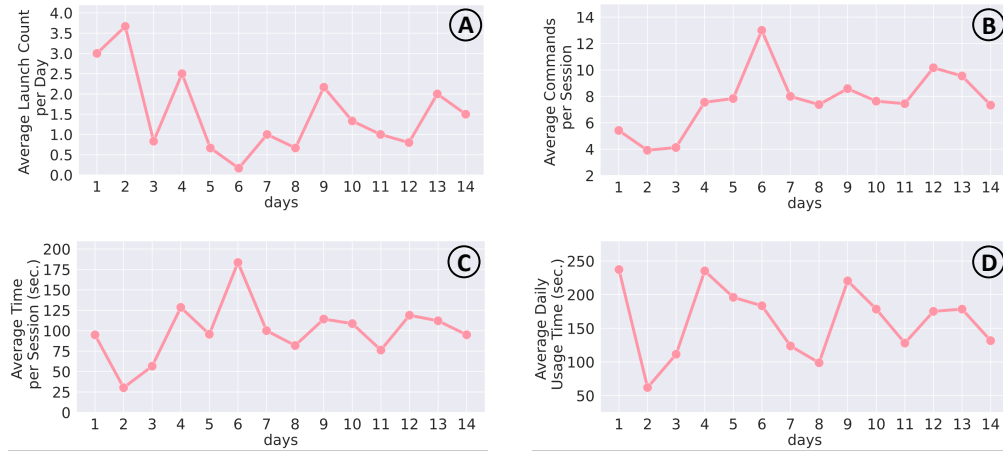 A
Average Launch Count
per Day
4.0
3.5
3.0
2.5
2.0
1.5
1.0
0.5
0.0
1 2 3 4 5 6 7 8 9 10 11 12 13 14
days
B
Average Commands
per Session
14
12
10
8
6
4
2
1 2 3 4 5 6 7 8 9 10 11 12 13 14
days
C
Average Time
per Session (sec.)
200
175
150
125
100
75
50
25
0
1 2 3 4 5 6 7 8 9 10 11 12 13 14
days
D
Average Daily
Usage Time (sec.)
250
200
150
100
50
1 2 3 4 5 6 7 8 9 10 11 12 13 14
days